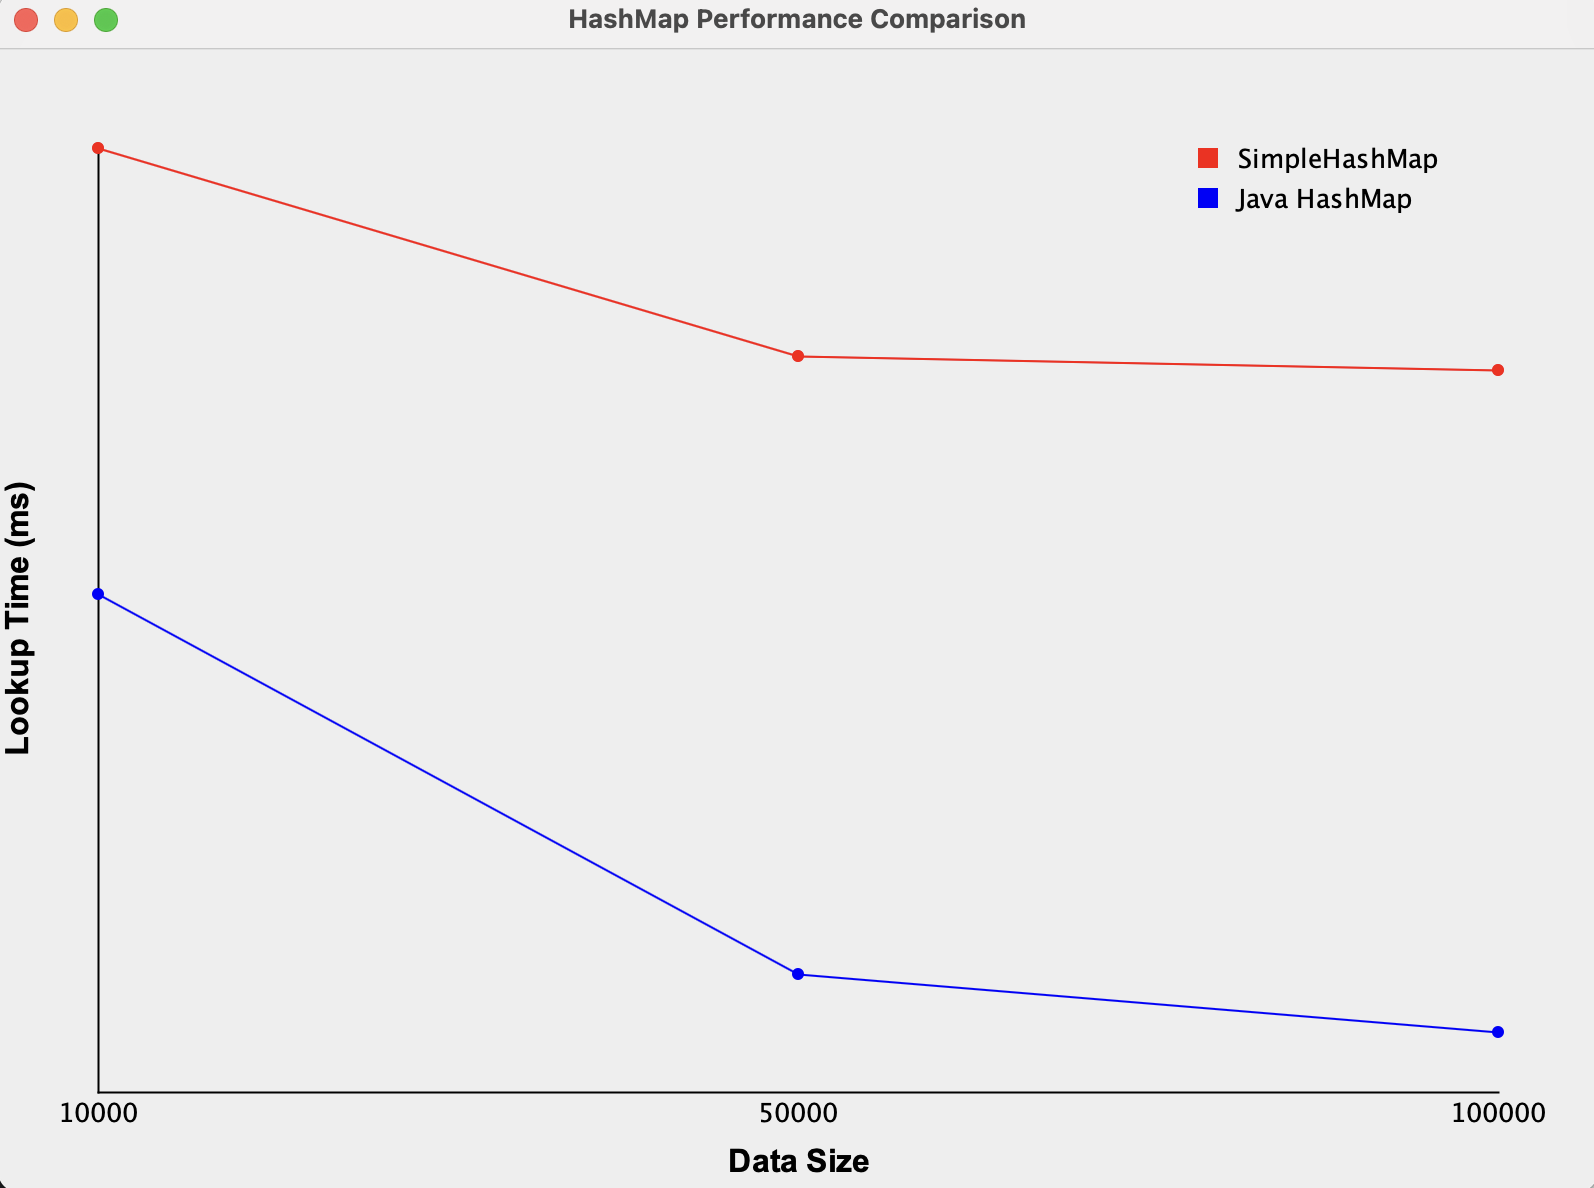 HashMap Performance Comparison
SimpleHashMap
Java HashMap
Lookup Time (ms)
10000
50000
100000
Data Size